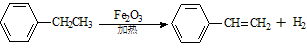 CH₂CH₃ Fe₂O₃ 加热 CH=CH₂ + H₂